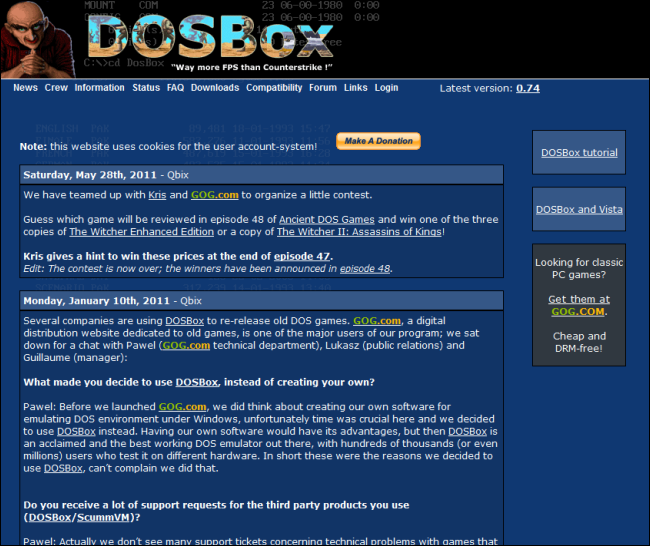 MOUNT    COM    23 06-00-1980  0:00
23 06-00-1980  0:00
DOSBox
C:\>cd DosBox
"Way more FPS than Counterstrike !"
News  Crew  Information  Status  FAQ  Downloads  Compatibility  Forum  Links  Login
Latest version: 0.74
ENGLISH  PAK
Note: this website uses cookies for the user account-system!
Make A Donation
DOSBox tutorial
DOSBox and Vista
Looking for classic
PC games?
Get them at
GOG.COM.
Cheap and
DRM-free!
Saturday, May 28th, 2011 - Qbix
We have teamed up with Kris and GOG.com to organize a little contest.
Guess which game will be reviewed in episode 48 of Ancient DOS Games and win one of the three
copies of The Witcher Enhanced Edition or a copy of The Witcher II: Assassins of Kings!
Kris gives a hint to win these prices at the end of episode 47.
Edit: The contest is now over; the winners have been announced in episode 48.
Monday, January 10th, 2011 - Qbix
Several companies are using DOSBox to re-release old DOS games. GOG.com, a digital
distribution website dedicated to old games, is one of the major users of our program; we sat
down for a chat with Pawel (GOG.com technical department), Lukasz (public relations) and
Guillaume (manager):
What made you decide to use DOSBox, instead of creating your own?
Pawel: Before we launched GOG.com, we did think about creating our own software for
emulating DOS environment under Windows, unfortunately time was crucial here and we decided
to use DOSBox instead. Having our own software would have its advantages, but then DOSBox is
an acclaimed and the best working DOS emulator out there, with hundreds of thousands (or even
millions) users who test it on different hardware. In short these were the reasons we decided to
use DOSBox, can't complain we did that.
Do you receive a lot of support requests for the third party products you use
(DOSBox/ScummVM)?
Pawel: Actually we don't see many support tickets concerning technical problems with games that